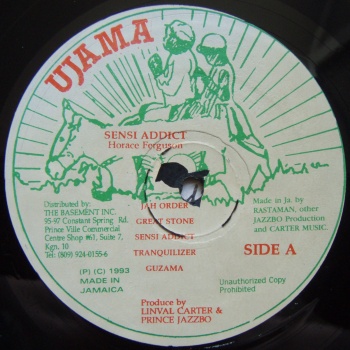 UJAMA
SENSI ADDICT
Horace Ferguson
Distributed by:
THE BASEMENT INC.
95-97 Constant Spring. Rd.
Prince Ville Commercial
Centre Shop #61, Suite 7,
Kgn. 10
Tel: (809) 924-0155-6
JAH ORDER
GREAT STONE
SENSI ADDICT
TRANQUILIZER
GUZAMA
Made in Ja. by
RASTAMAN, other
JAZZBO Production
and CARTER MUSIC.
SIDE A
(P) (C) 1993
MADE IN
JAMAICA
Unauthorized Copy
Prohibited
Produce by
LINVAL CARTER &
PRINCE JAZZBO